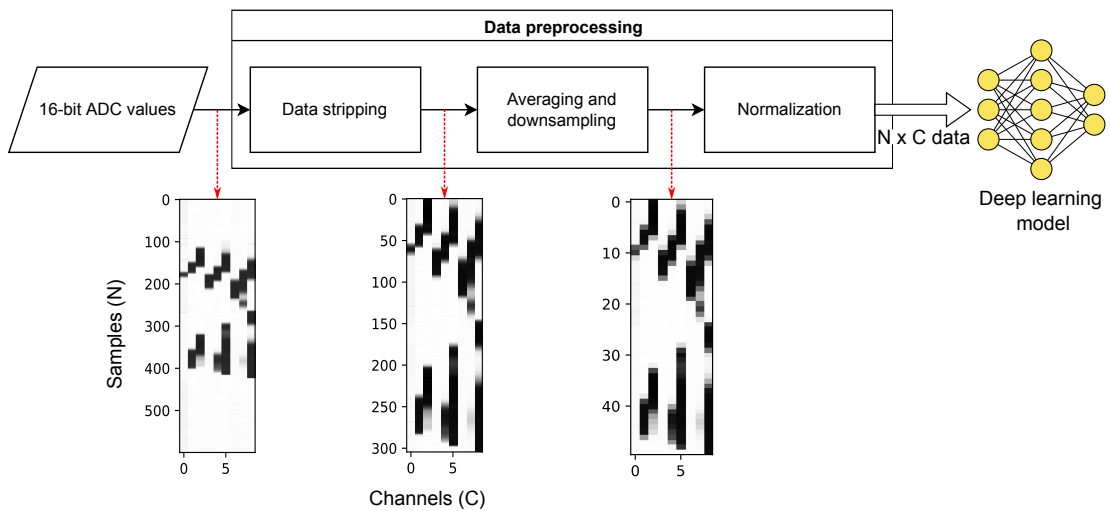 Data preprocessing
16-bit ADC values
Data stripping
Averaging and
downsampling
Normalization
N x C data
Deep learning
model
Samples (N)
0
100
200
300
400
500
0 5
0
50
100
150
200
250
300
0 5
0
10
20
30
40
0 5
Channels (C)